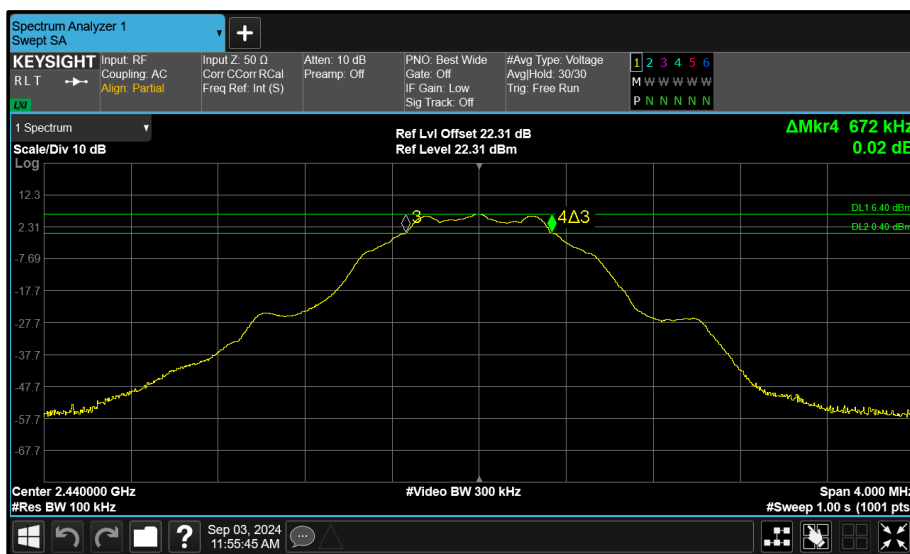 Spectrum Analyzer 1
Swept SA
KEYSIGHT
RLT
LXI
Input: RF
Coupling: AC
Align: Partial
Input Z: 50 Ω
Corr CCorr RCal
Freq Ref: Int (S)
Atten: 10 dB
Preamp: Off
PNO: Best Wide
Gate: Off
IF Gain: Low
Sig Track: Off
#Avg Type: Voltage
Avg|Hold: 30/30
Trig: Free Run
1 2 3 4 5 6
M W W W W W
P N N N N N
1 Spectrum
Scale/Div 10 dB
Log
Ref Lvl Offset 22.31 dB
Ref Level 22.31 dBm
ΔMkr4 672 kHz
0.02 dB
12.3
2.31
-7.69
-17.7
-27.7
-37.7
-47.7
-57.7
-67.7
3
4Δ3
DL1 6.40 dBm
DL2 0.40 dBm
Center 2.440000 GHz
#Res BW 100 kHz
#Video BW 300 kHz
Span 4.000 MHz
#Sweep 1.00 s (1001 pts
?
Sep 03, 2024
11:55:45 AM